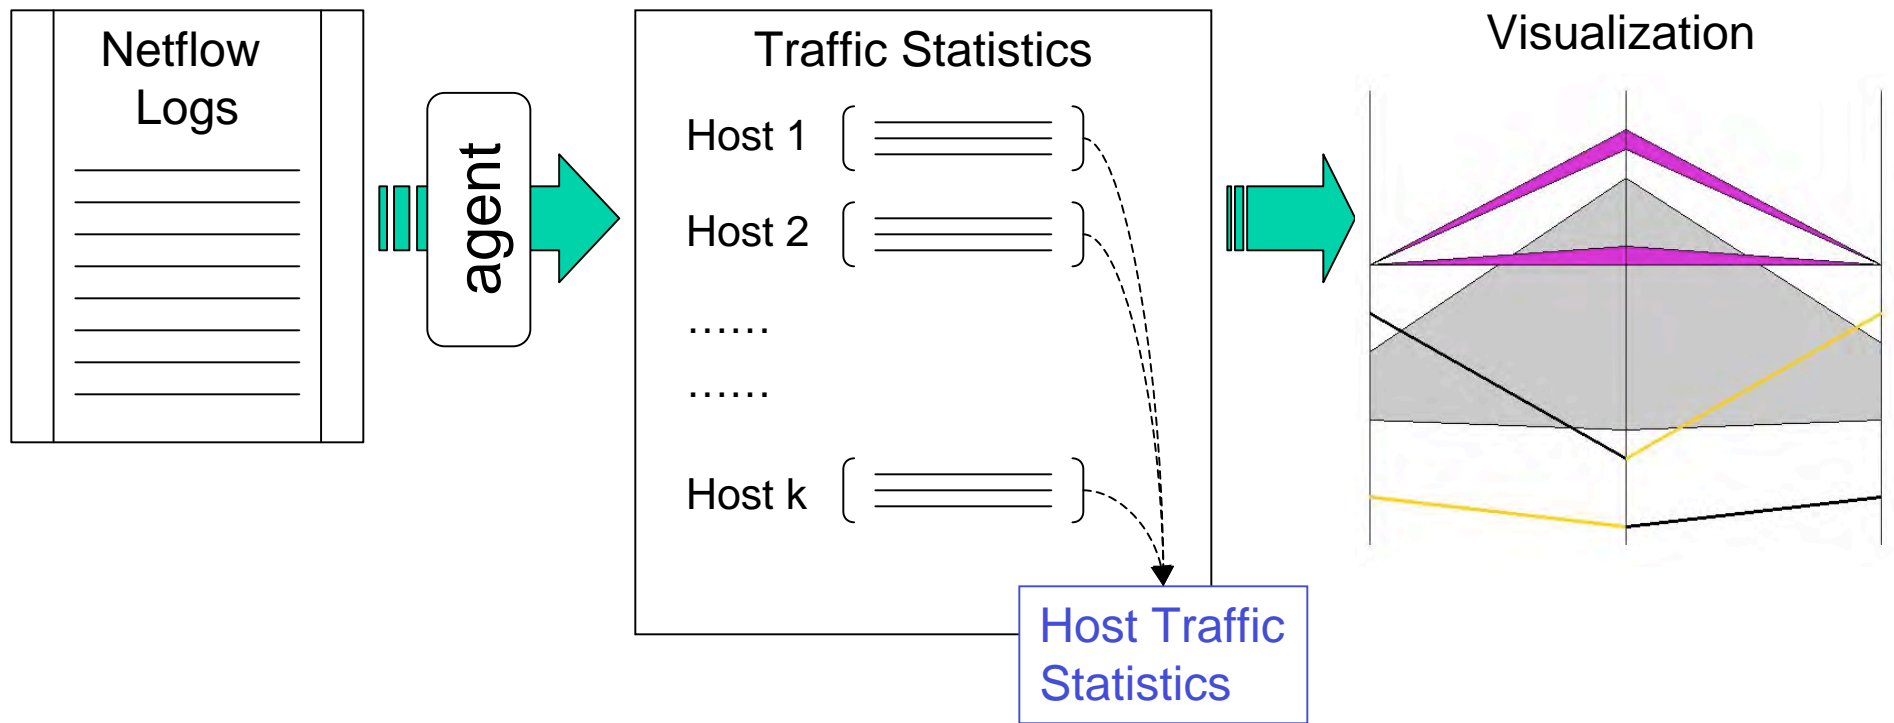 Netflow
Logs
agent
Traffic Statistics
Host 1
Host 2
......
......
Host k
Host Traffic
Statistics
Visualization